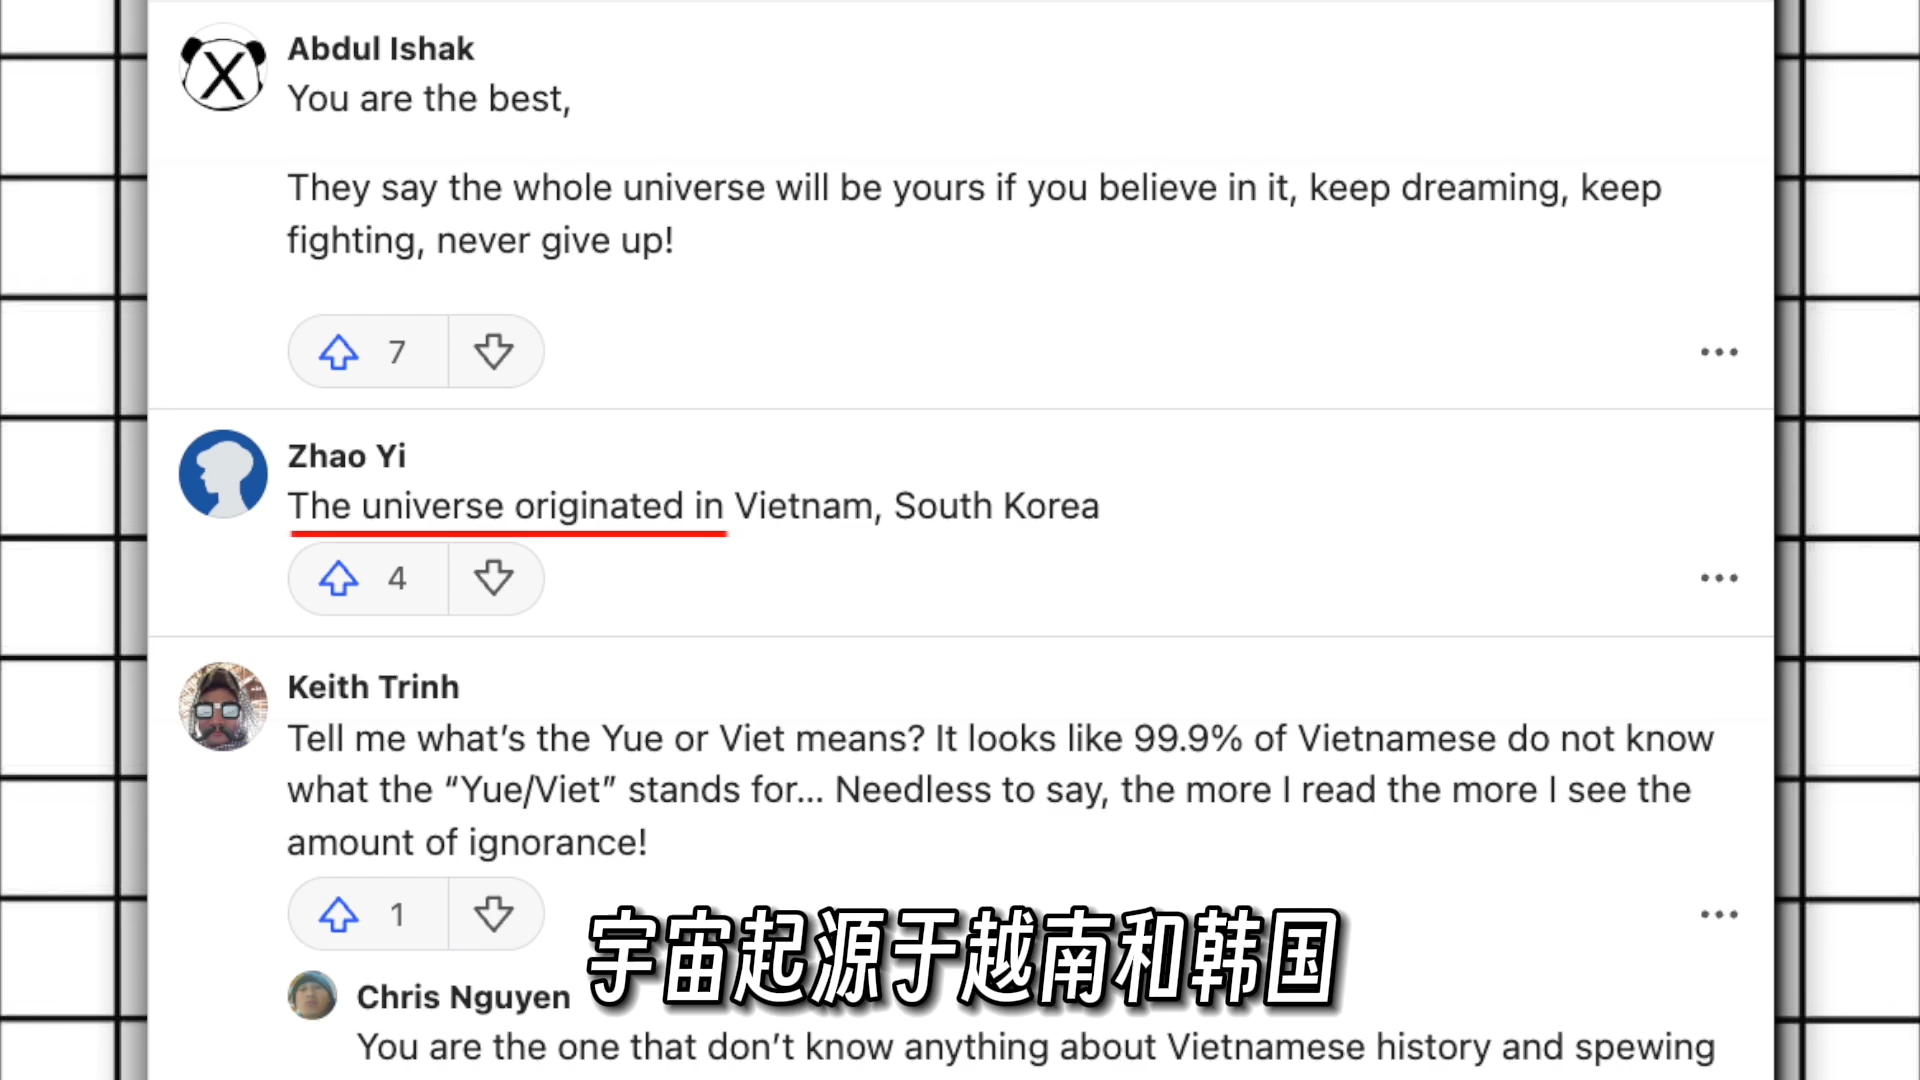 Abdul Ishak
You are the best,
They say the whole universe will be yours if you believe in it, keep dreaming, keep
fighting, never give up!
7
Zhao Yi
The universe originated in Vietnam, South Korea
4
Keith Trinh
Tell me what’s the Yue or Viet means? It looks like 99.9% of Vietnamese do not know
what the “Yue/Viet” stands for... Needless to say, the more I read the more I see the
amount of ignorance!
1
宇宙起源于越南和韩国
Chris Nguyen
You are the one that don’t know anything about Vietnamese history and spewing